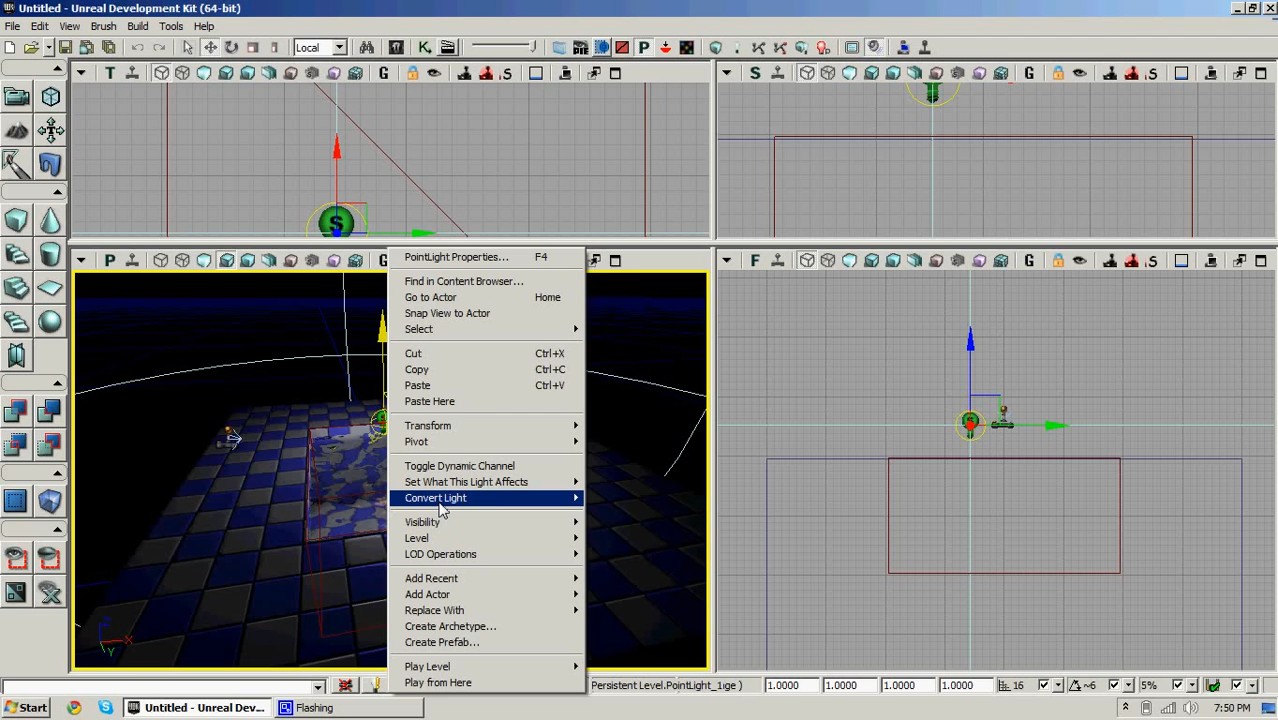 Untitled - Unreal Development Kit (64-bit)
File Edit View Brush Build Tools Help
Local
T G S
S G S
P G
F G S
PointLight Properties... F4
Find in Content Browser...
Go to Actor Home
Snap View to Actor
Select
Cut Ctrl+X
Copy Ctrl+C
Paste Ctrl+V
Paste Here
Transform
Pivot
Toggle Dynamic Channel
Set What This Light Affects
Convert Light
Visibility
Level
LOD Operations
Add Recent
Add Actor
Replace With
Create Archetype...
Create Prefab...
Play Level
Play from Here
Persistent Level.PointLight_1
1.0000 1.0000 1.0000 1.0000 16 5%
Start Untitled - Unreal Dev... Flashing 7:50 PM